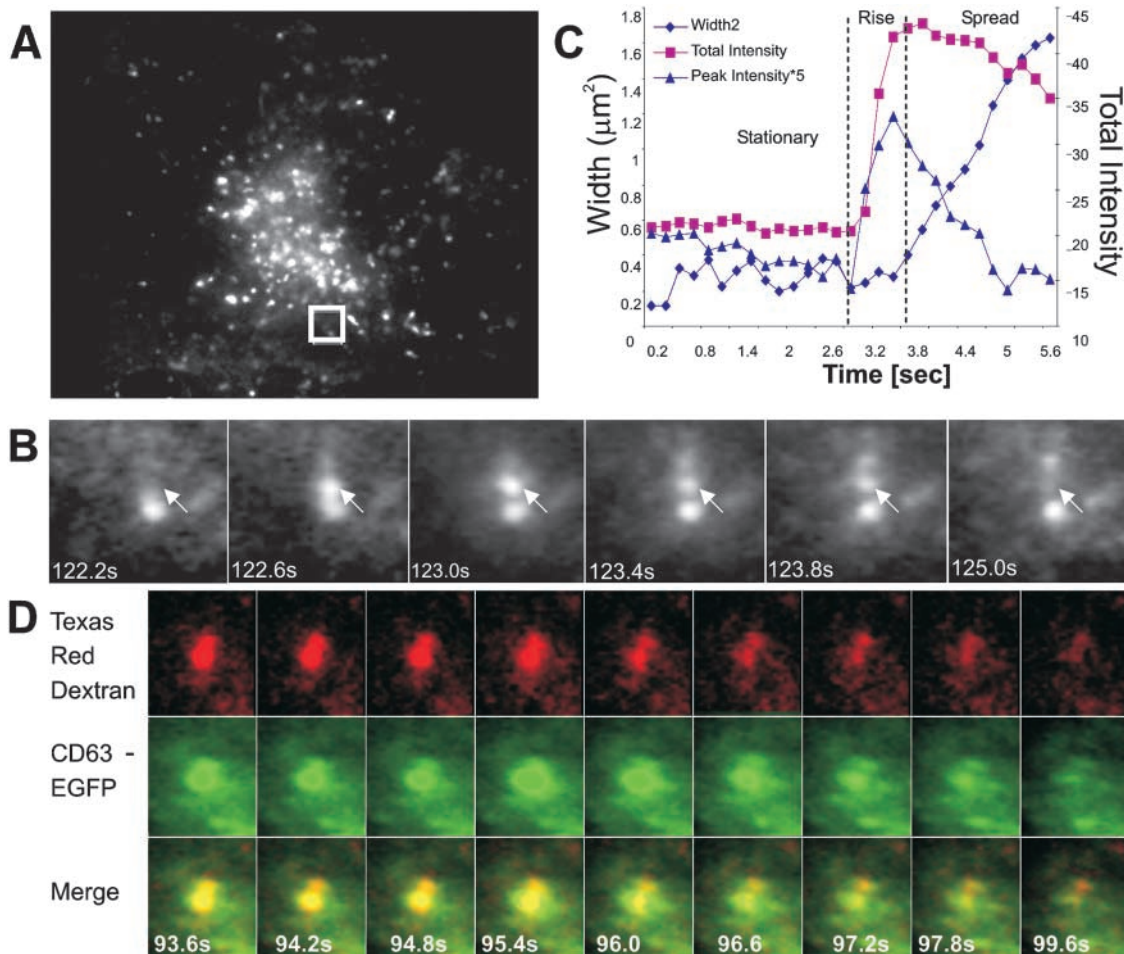 A
C
Width2
Total Intensity
Peak Intensity*5
Stationary
Rise
Spread
Width (μm²)
1.8
1.6
1.4
1.2
1
0.8
0.6
0.4
0.2
0
-45
-40
-35
-30
-25
-20
-15
10
Total Intensity
0.2 0.8 1.4 2 2.6 3.2 3.8 4.4 5 5.6
Time [sec]
B
122.2s 122.6s 123.0s 123.4s 123.8s 125.0s
D
Texas
Red
Dextran
CD63 -
EGFP
Merge
93.6s 94.2s 94.8s 95.4s 96.0 96.6 97.2s 97.8s 99.6s